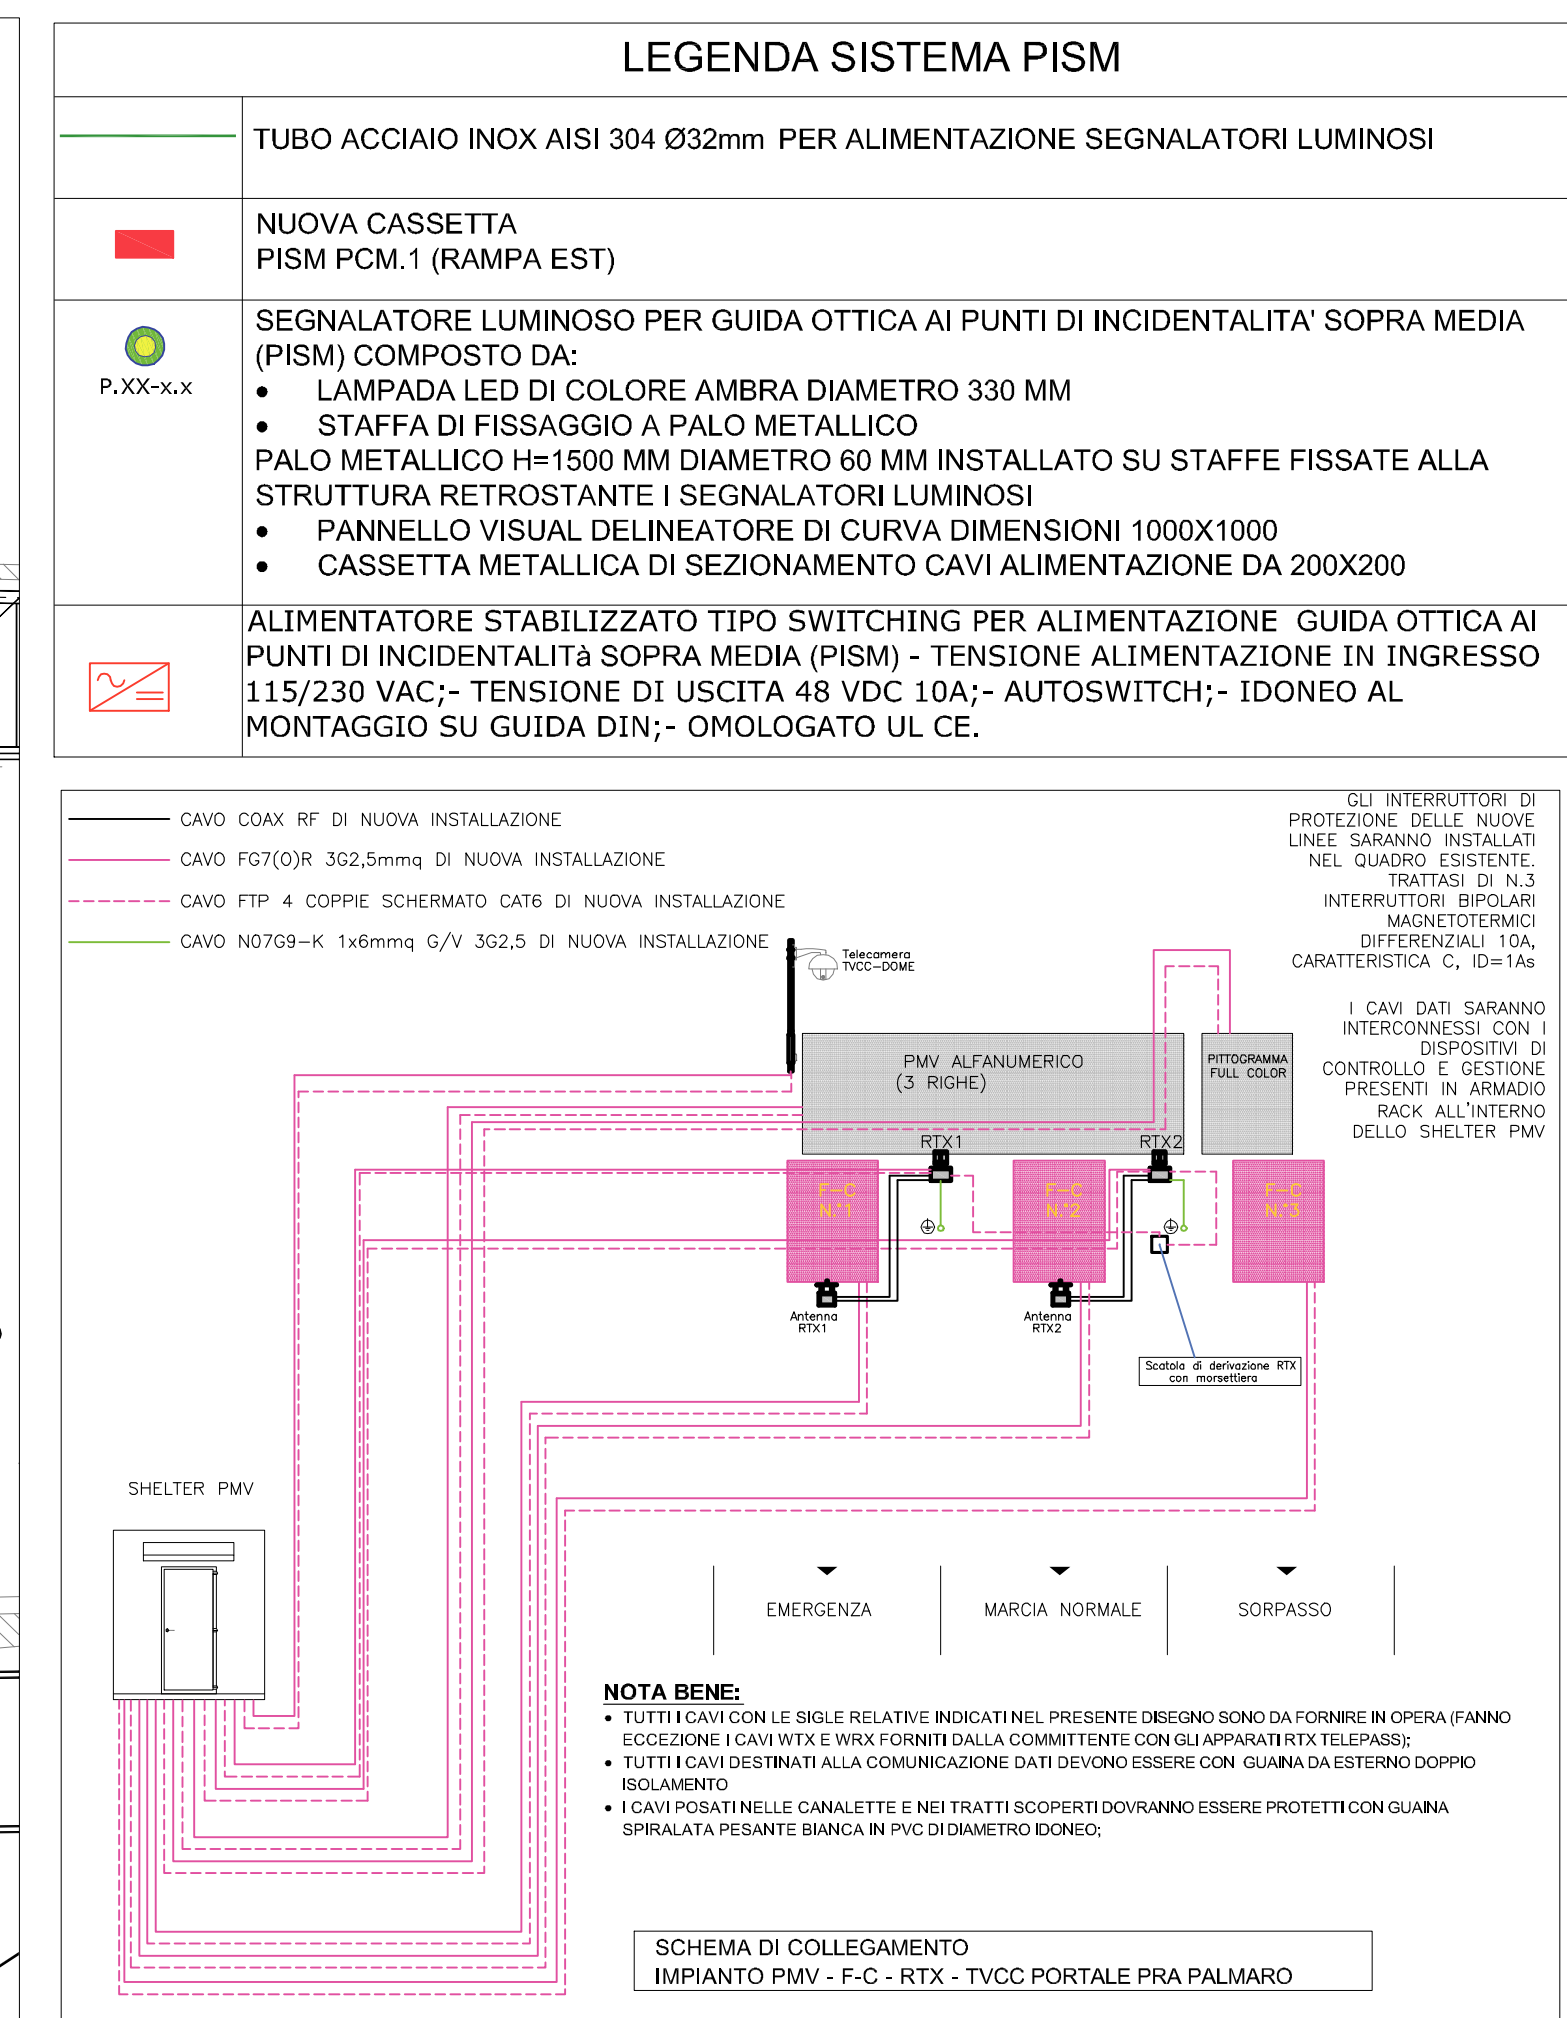 LEGENDA SISTEMA PISM
TUBO ACCIAIO INOX AISI 304 Ø32mm PER ALIMENTAZIONE SEGNALATORI LUMINOSI
NUOVA CASSETTA
PISM PCM.1 (RAMPA EST)
P.XX-x.x
SEGNALATORE LUMINOSO PER GUIDA OTTICA AI PUNTI DI INCIDENTALITA' SOPRA MEDIA
(PISM) COMPOSTO DA:
• LAMPADA LED DI COLORE AMBRA DIAMETRO 330 MM
• STAFFA DI FISSAGGIO A PALO METALLICO
PALO METALLICO H=1500 MM DIAMETRO 60 MM INSTALLATO SU STAFFE FISSATE ALLA
STRUTTURA RETROSTANTE I SEGNALATORI LUMINOSI
• PANNELLO VISUAL DELINEATORE DI CURVA DIMENSIONI 1000X1000
• CASSETTA METALLICA DI SEZIONAMENTO CAVI ALIMENTAZIONE DA 200X200
ALIMENTATORE STABILIZZATO TIPO SWITCHING PER ALIMENTAZIONE GUIDA OTTICA AI
PUNTI DI INCIDENTALITà SOPRA MEDIA (PISM) - TENSIONE ALIMENTAZIONE IN INGRESSO
115/230 VAC;- TENSIONE DI USCITA 48 VDC 10A;- AUTOSWITCH;- IDONEO AL
MONTAGGIO SU GUIDA DIN;- OMOLOGATO UL CE.
CAVO COAX RF DI NUOVA INSTALLAZIONE
CAVO FG7(O)R 3G2,5mmq DI NUOVA INSTALLAZIONE
CAVO FTP 4 COPPIE SCHERMATO CAT6 DI NUOVA INSTALLAZIONE
CAVO N07G9-K 1x6mmq G/V 3G2,5 DI NUOVA INSTALLAZIONE
GLI INTERRUTTORI DI
PROTEZIONE DELLE NUOVE
LINEE SARANNO INSTALLATI
NEL QUADRO ESISTENTE.
TRATTASI DI N.3
INTERRUTTORI BIPOLARI
MAGNETOTERMICI
DIFFERENZIALI 10A,
CARATTERISTICA C, ID=1As
I CAVI DATI SARANNO
INTERCONNESSI CON I
DISPOSITIVI DI
CONTROLLO E GESTIONE
PRESENTI IN ARMADIO
RACK ALL'INTERNO
DELLO SHELTER PMV
Telecamera
TVCC-DOME
PMV ALFANUMERICO
(3 RIGHE)
PITTOGRAMMA
FULL COLOR
RTX1
RTX2
F-C
N.°1
F-C
N.°2
F-C
N.°3
Antenna
RTX1
Antenna
RTX2
Scatola di derivazione RTX
con morsettiera
SHELTER PMV
EMERGENZA
MARCIA NORMALE
SORPASSO
NOTA BENE:
• TUTTI I CAVI CON LE SIGLE RELATIVE INDICATI NEL PRESENTE DISEGNO SONO DA FORNIRE IN OPERA (FANNO
ECCEZIONE I CAVI WTX E WRX FORNITI DALLA COMMITTENTE CON GLI APPARATI RTX TELEPASS);
• TUTTI I CAVI DESTINATI ALLA COMUNICAZIONE DATI DEVONO ESSERE CON GUAINA DA ESTERNO DOPPIO
ISOLAMENTO
• I CAVI POSATI NELLE CANALETTE E NEI TRATTI SCOPERTI DOVRANNO ESSERE PROTETTI CON GUAINA
SPIRALATA PESANTE BIANCA IN PVC DI DIAMETRO IDONEO;
SCHEMA DI COLLEGAMENTO
IMPIANTO PMV - F-C - RTX - TVCC PORTALE PRA PALMARO